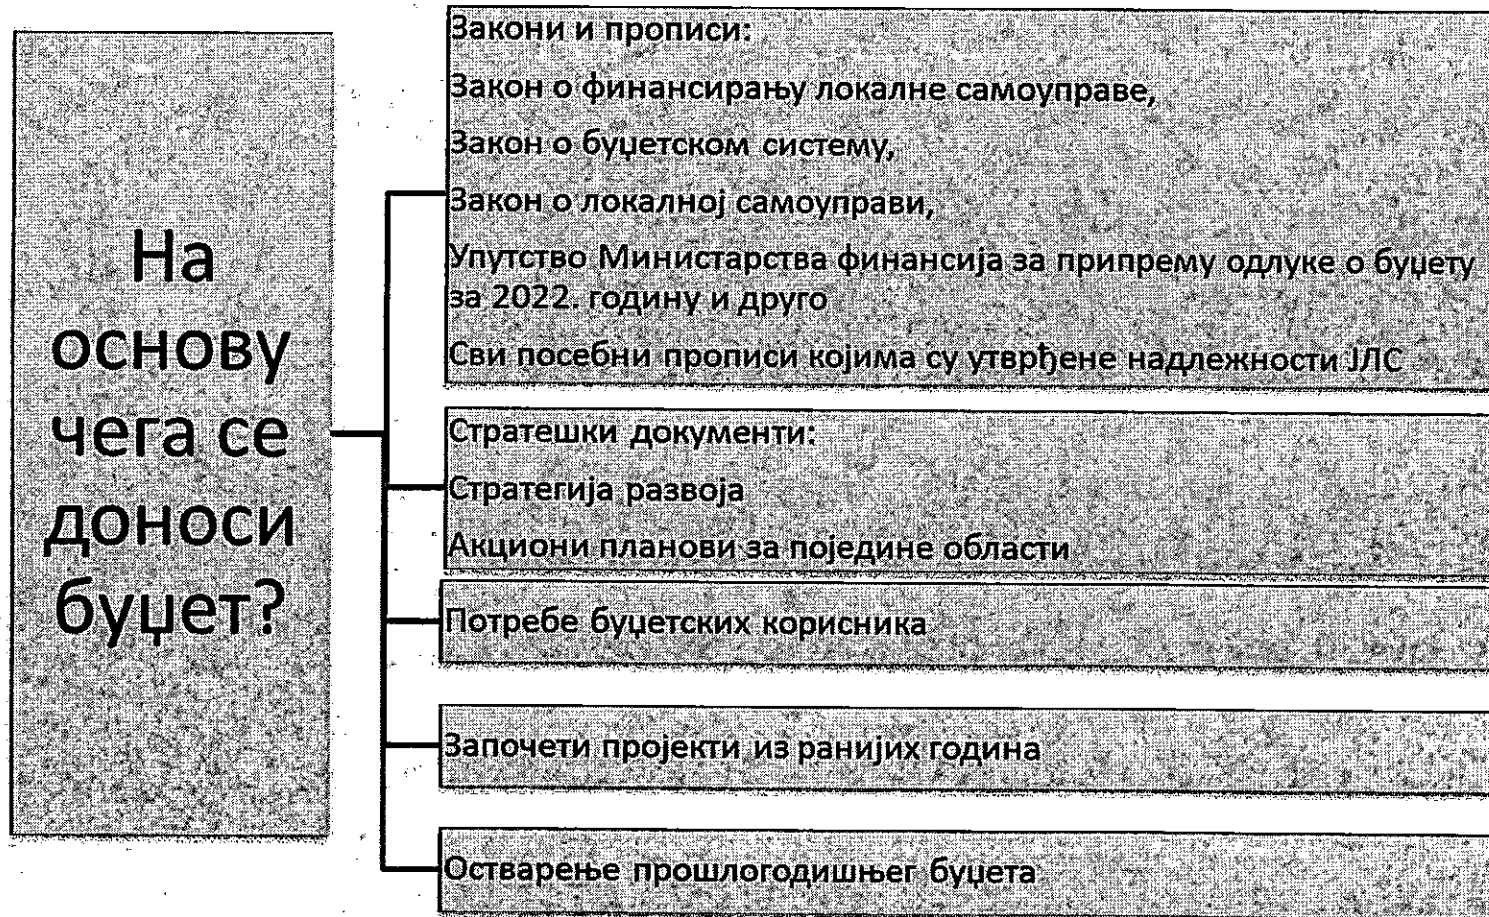 На
основу
чега се
доноси
буџет?
Закони и прописи:
Закон о финансирању локалне самоуправе,
Закон о буџетском систему,
Закон о локалној самоуправи,
Упутство Министарства финансија за припрему одлуке о буџету
за 2022. годину и друго
Сви посебни прописи којима су утврђене надлежности ЈЛС
Стратешки документи:
Стратегија развоја
Акциони планови за поједине области
Потребе буџетских корисника
Започети пројекти из ранијих година
Остварење прошлогодишњег буџета